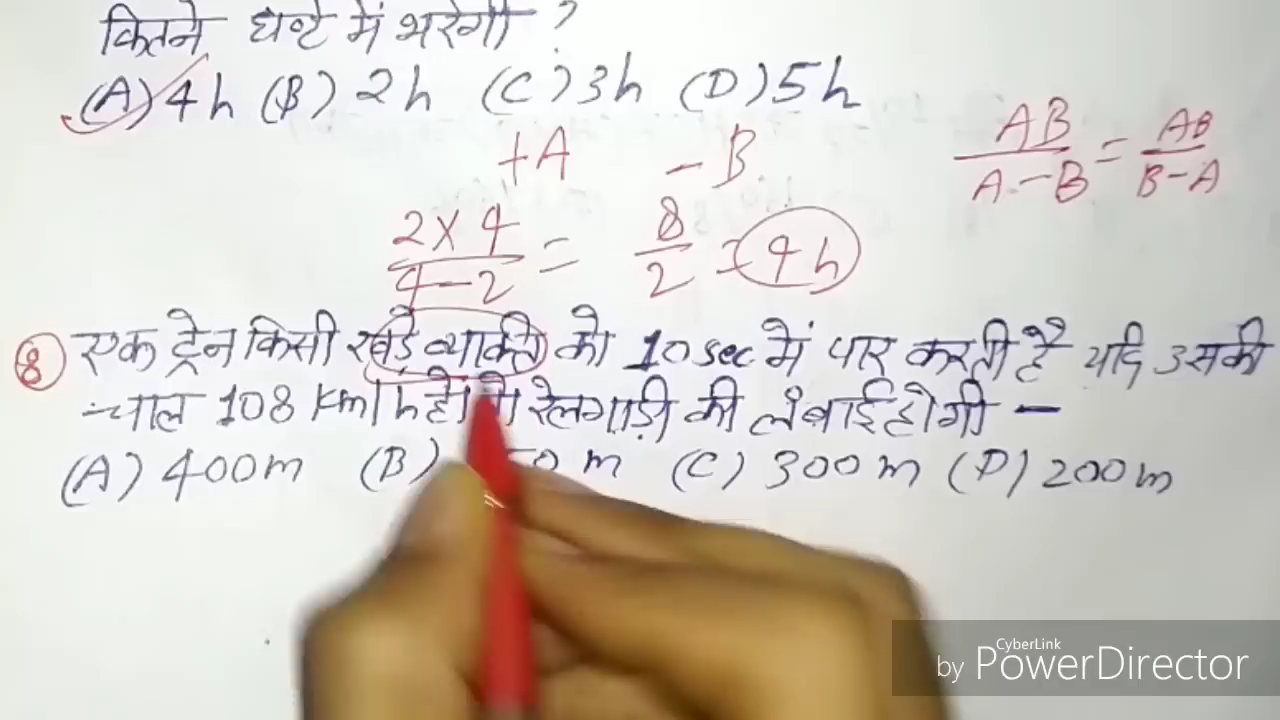 कितने घण्टे में भरेगी ?
(A) 4h (B) 2h (C) 3h (D) 5h
+A - B
AB / A - B = AB / B - A
2 x 4 / 4 - 2 = 8 / 2 = 4h
8 एक ट्रेन किसी खड़े व्यक्ति को 10 sec में पार करती है यदि उसकी
चाल 108 Km/h है। तो रेलगाड़ी की लंबाई होगी -
(A) 400m (B) 50 m (C) 300m (D) 200m
CyberLink
by PowerDirector